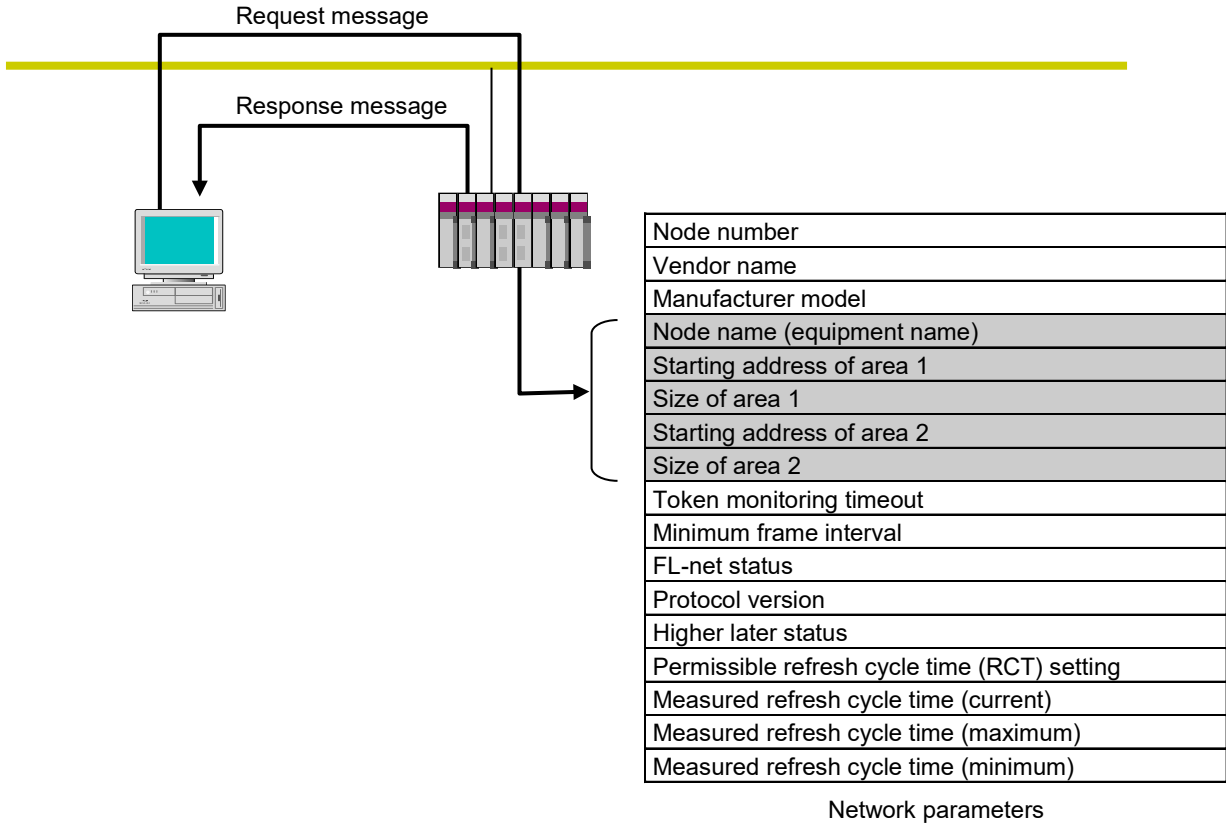 Request message
Response message
Node number
Vendor name
Manufacturer model
Node name (equipment name)
Starting address of area 1
Size of area 1
Starting address of area 2
Size of area 2
Token monitoring timeout
Minimum frame interval
FL-net status
Protocol version
Higher later status
Permissible refresh cycle time (RCT) setting
Measured refresh cycle time (current)
Measured refresh cycle time (maximum)
Measured refresh cycle time (minimum)
Network parameters